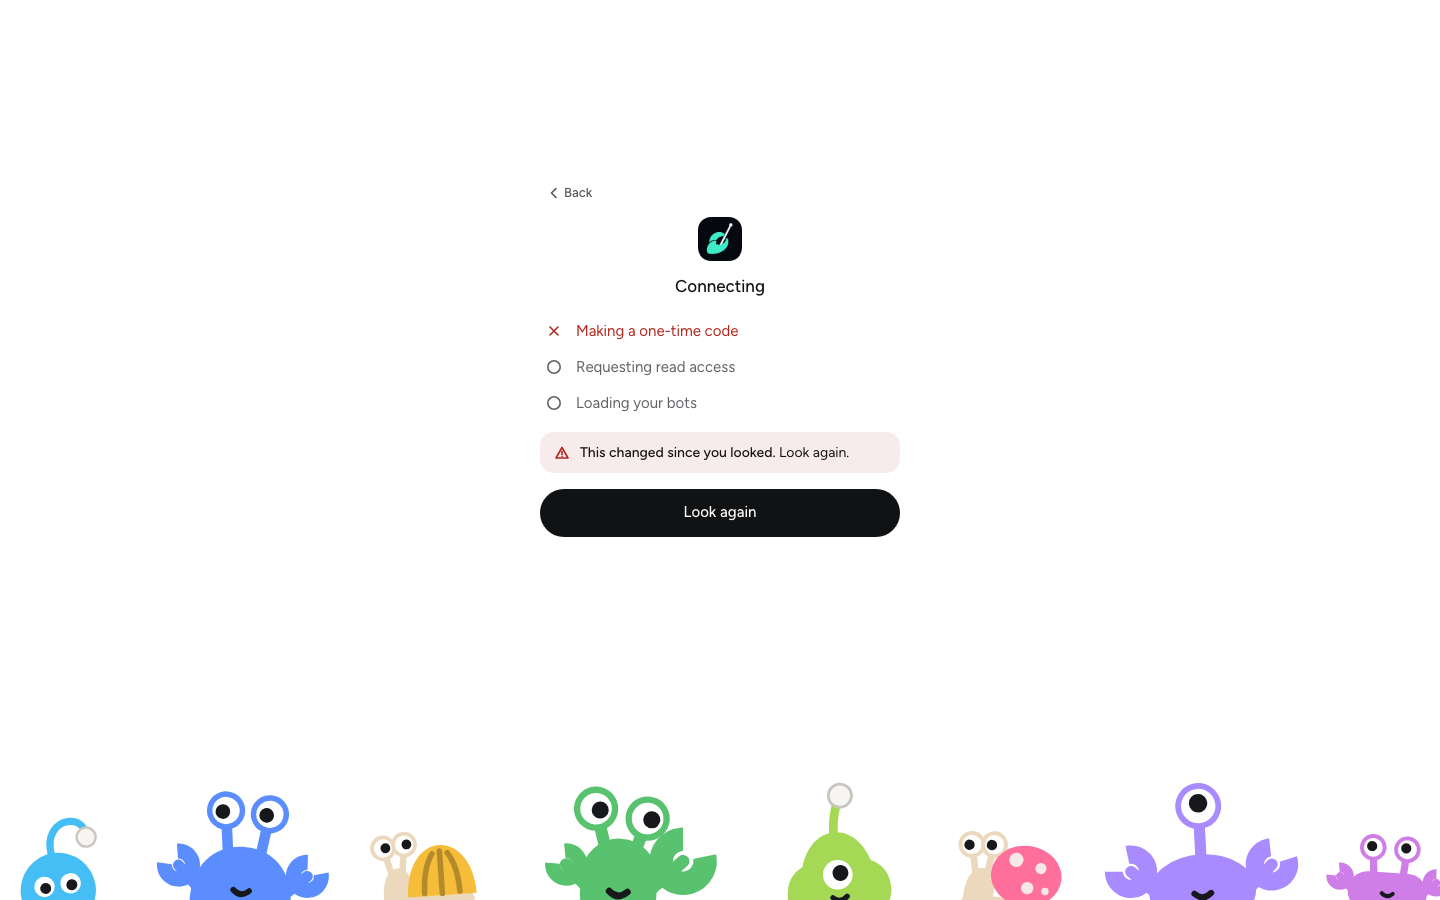 Back
Connecting
Making a one-time code
Requesting read access
Loading your bots
This changed since you looked. Look again.
Look again